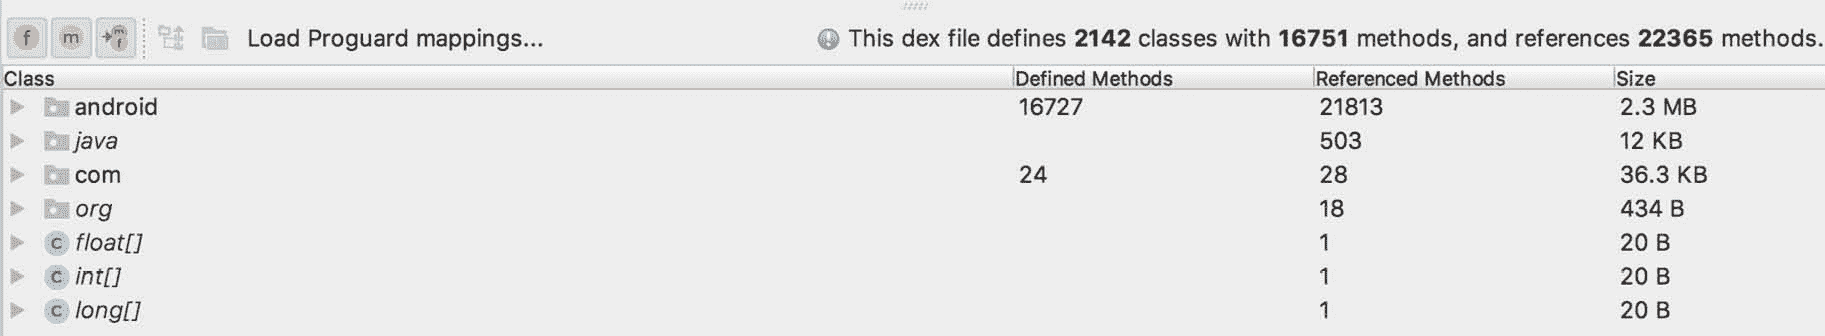 f m m f Load Proguard mappings... This dex file defines 2142 classes with 16751 methods, and references 22365 methods.
Class Defined Methods Referenced Methods Size
android 16727 21813 2.3 MB
java 503 12 KB
com 24 28 36.3 KB
org 18 434 B
C float[] 1 20 B
C int[] 1 20 B
C long[] 1 20 B